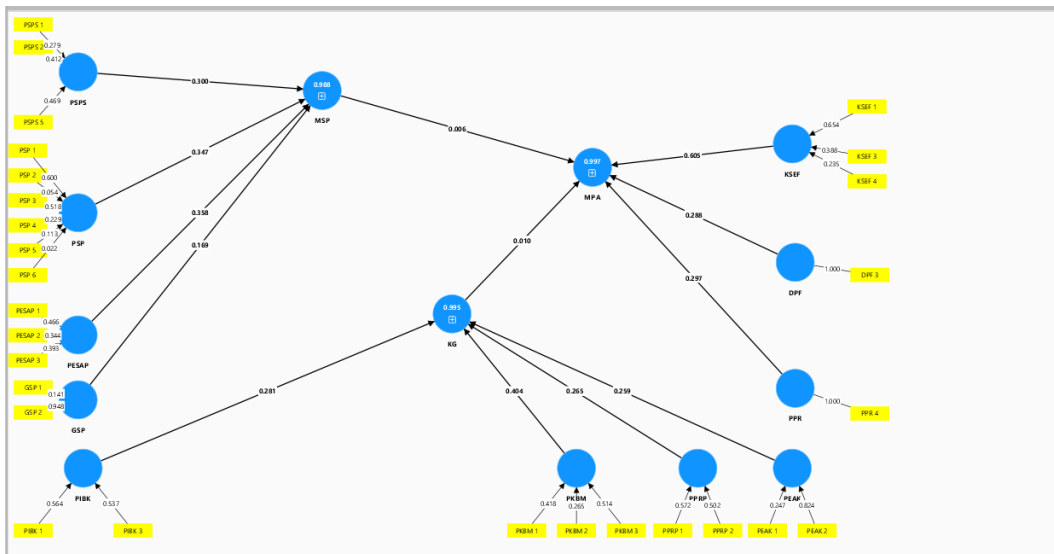 PSPS 1
PSPS 2
0.279
0.412
PSPS
0.469
PSPS 5
0.300
0.988
MSP
0.006
PSP 1
PSP 2
0.600
0.054
PSP 3
0.518
PSP 4
0.229
0.113
PSP 5
0.022
PSP 6
PSP
0.347
0.358
0.169
0.997
MPA
0.605
KSEF
KSEF 1
0.654
0.388
KSEF 3
0.235
KSEF 4
0.288
DPF
1.000
DPF 3
0.010
0.297
0.995
KG
PESAP 1
0.466
PESAP 2
0.344
0.393
PESAP 3
PESAP
GSP 1
0.141
GSP 2
0.948
GSP
0.281
0.404
0.265
0.259
PPR
1.000
PPR 4
PIBK
0.564
0.537
PIBK 1
PIBK 3
PKBM
0.418
0.265
0.514
PKBM 1
PKBM 2
PKBM 3
PPRP
0.572
0.502
PPRP 1
PPRP 2
PEAK
0.247
0.824
PEAK 1
PEAK 2